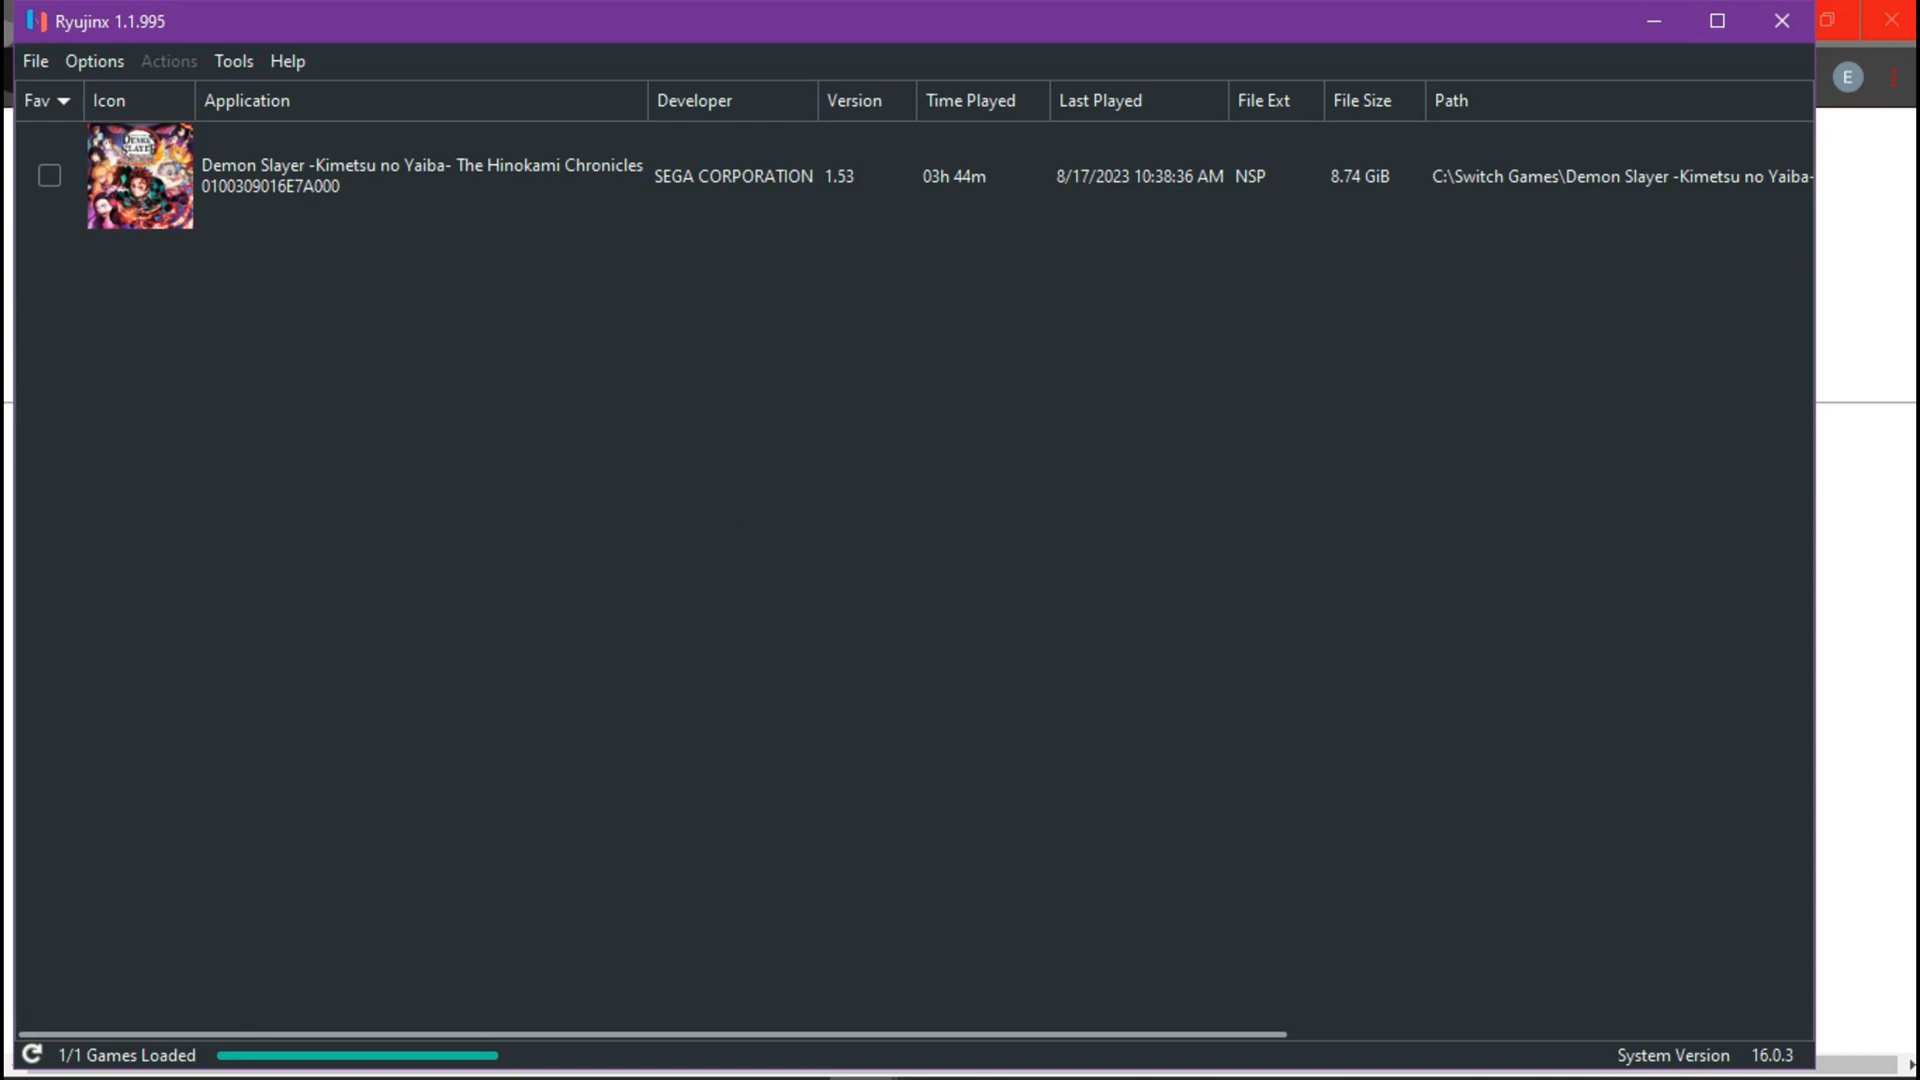 Ryujinx 1.1.995
File Options Actions Tools Help
E
Fav Icon Application Developer Version Time Played Last Played File Ext File Size Path
DEMON SLAYER
Demon Slayer -Kimetsu no Yaiba- The Hinokami Chronicles
0100309016E7A000
SEGA CORPORATION 1.53 03h 44m 8/17/2023 10:38:36 AM NSP 8.74 GiB C:\Switch Games\Demon Slayer -Kimetsu no Yaiba-
1/1 Games Loaded System Version 16.0.3